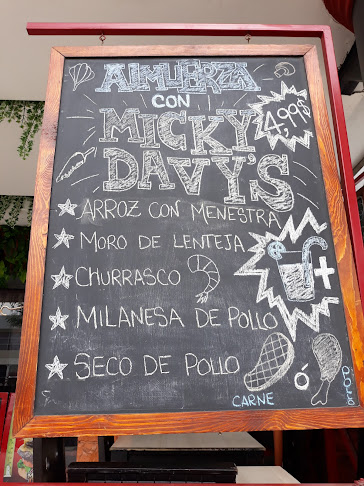 ALMUERZA
CON
MICKY
DAVY'S
4,99$
ARROZ CON MENESTRA
MORO DE LENTEJA
CHURRASCO
+
MILANESA DE POLLO
SECO DE POLLO
CARNE Ó POLLO